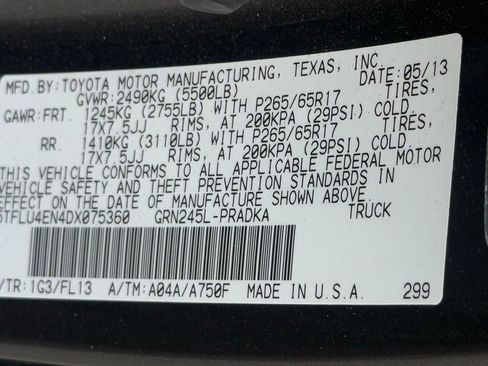 MFD.BY:TOYOTA MOTOR MANUFACTURING, TEXAS, INC. DATE:05/13
GVWR:2490KG (5500LB)
GAWR:FRT. 1245KG (2755LB) WITH P265/65R17 TIRES,
17X7.5JJ RIMS, AT 200KPA (29PSI) COLD
RR. 1410KG (3110LB) WITH P265/65R17 TIRES,
17X7.5JJ RIMS, AT 200KPA (29PSI) COLD
THIS VEHICLE CONFORMS TO ALL APPLICABLE FEDERAL MOTOR
VEHICLE SAFETY AND THEFT PREVENTION STANDARDS IN
EFFECT ON THE DATE OF MANUFACTURE SHOWN ABOVE.
5TFLU4EN4DX075360 GRN245L-PRADKA TRUCK
/TR:1G3/FL13 A/TM:A04A/A750F MADE IN U.S.A. 299